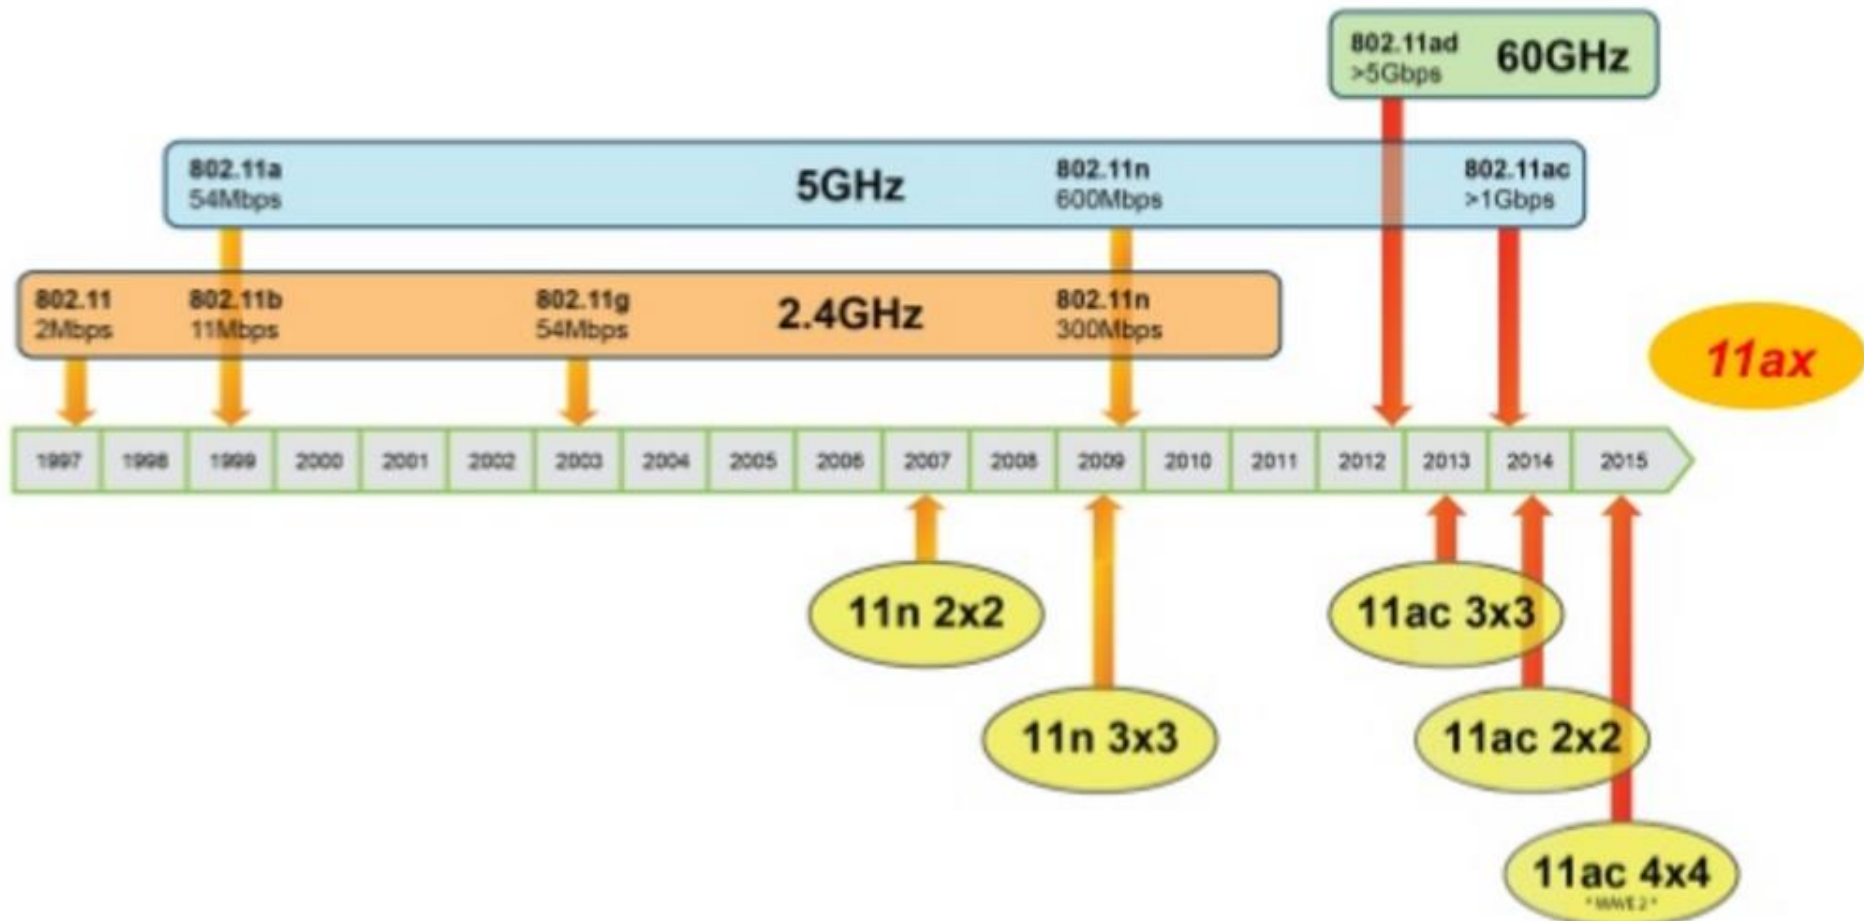 802.11ad
>5Gbps
60GHz
802.11a
54Mbps
5GHz
802.11n
600Mbps
802.11ac
>1Gbps
802.11
2Mbps
802.11b
11Mbps
802.11g
54Mbps
2.4GHz
802.11n
300Mbps
11ax
1997 1998 1999 2000 2001 2002 2003 2004 2005 2006 2007 2008 2009 2010 2011 2012 2013 2014 2015
11n 2x2
11ac 3x3
11n 3x3
11ac 2x2
11ac 4x4
* WAVE 2 *